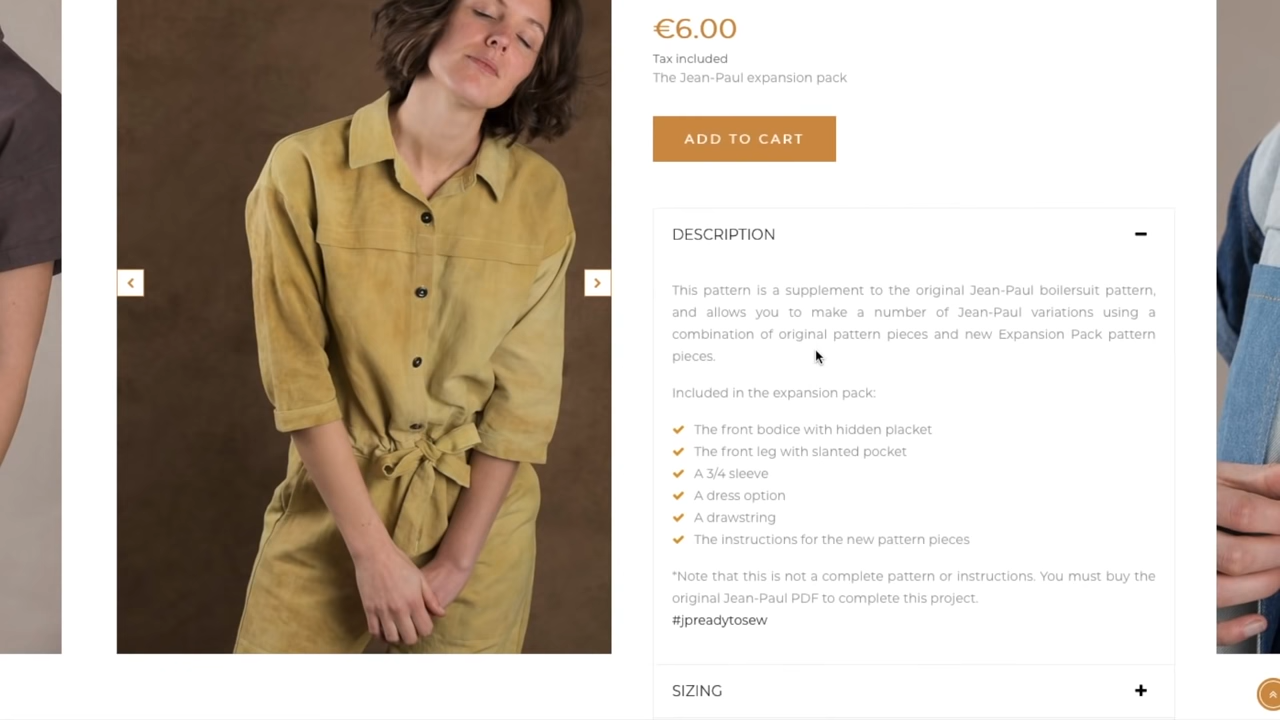 €6.00
Tax included
The Jean-Paul expansion pack
ADD TO CART
DESCRIPTION
This pattern is a supplement to the original Jean-Paul boilersuit pattern,
and allows you to make a number of Jean-Paul variations using a
combination of original pattern pieces and new Expansion Pack pattern
pieces.
Included in the expansion pack:
The front bodice with hidden placket
The front leg with slanted pocket
A 3/4 sleeve
A dress option
A drawstring
The instructions for the new pattern pieces
*Note that this is not a complete pattern or instructions. You must buy the
original Jean-Paul PDF to complete this project.
#jpreadytosew
SIZING